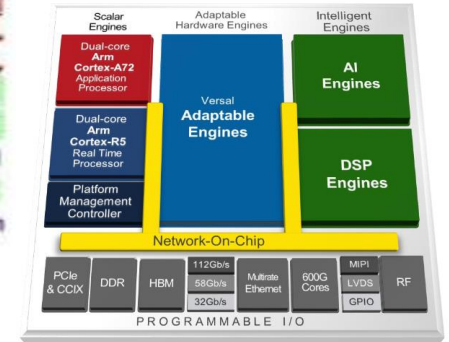 Scalar
Engines
Adaptable
Hardware Engines
Intelligent
Engines
Dual-core
Arm
Cortex-A72
Application
Processor
Dual-core
Arm
Cortex-R5
Real Time
Processor
Platform
Management
Controller
Versal
Adaptable
Engines
AI
Engines
DSP
Engines
Network-On-Chip
PCIe
& CCIX
DDR
HBM
112Gb/s
58Gb/s
32Gb/s
Multirate
Ethernet
600G
Cores
MIPI
LVDS
GPIO
RF
PROGRAMMABLE I/O